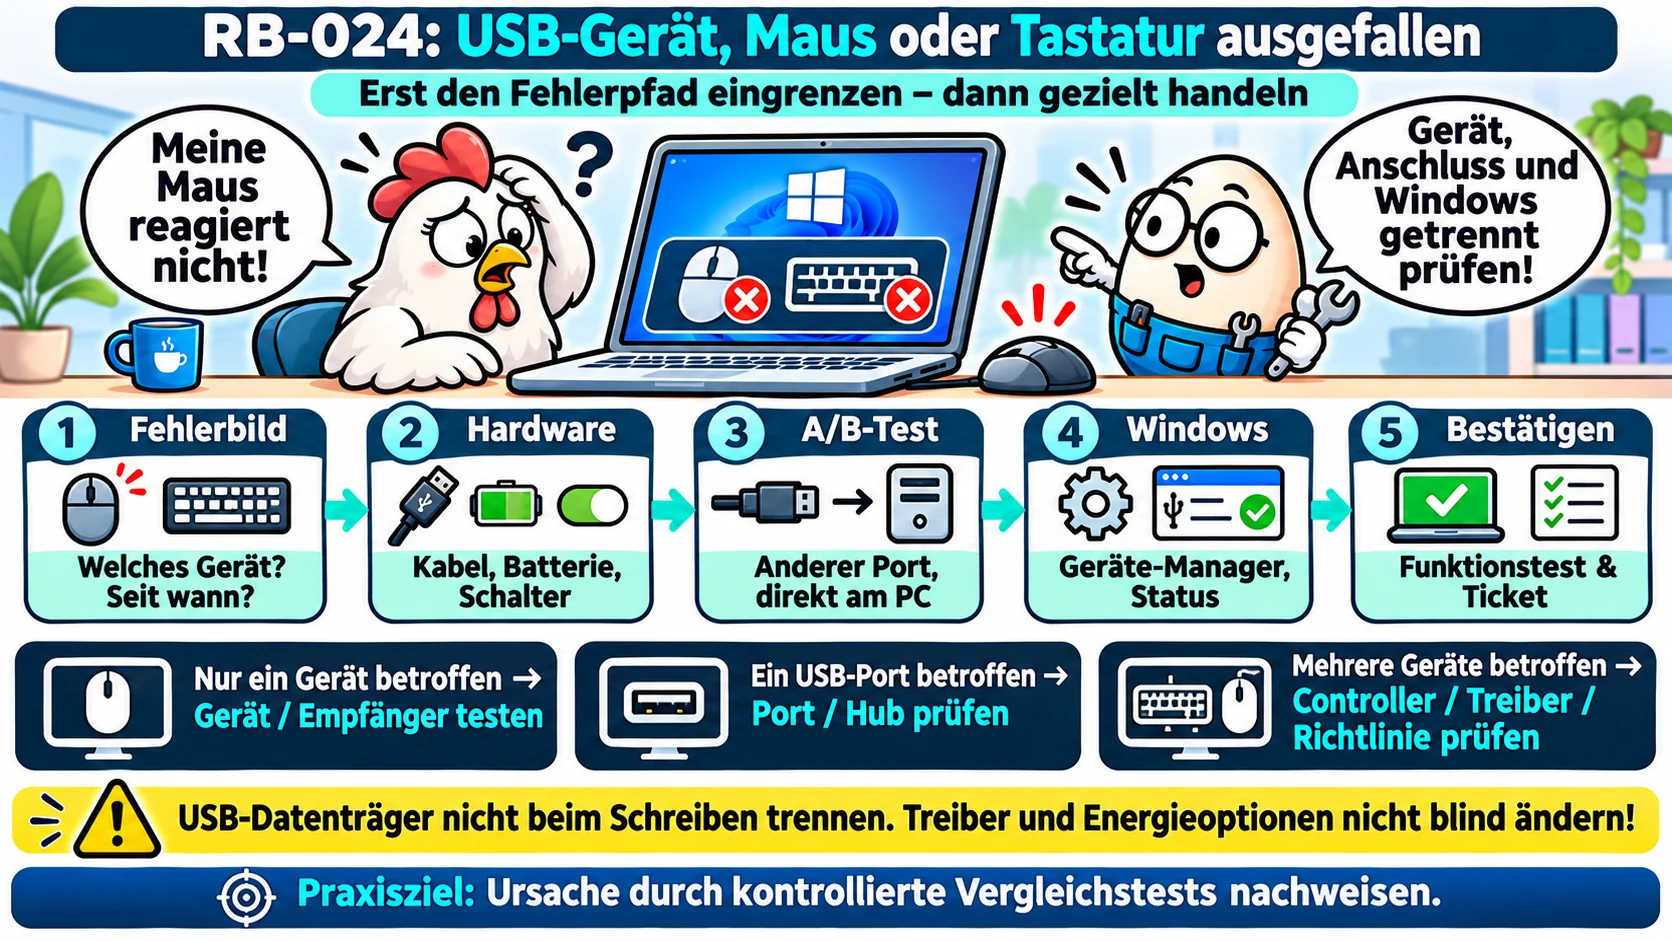 RB-024: USB-Gerät, Maus oder Tastatur ausgefallen
Erst den Fehlerpfad eingrenzen – dann gezielt handeln
Meine
Maus
reagiert
nicht!
?
Gerät,
Anschluss und
Windows
getrennt
prüfen!
1 Fehlerbild
Welches Gerät?
Seit wann?
2 Hardware
Kabel, Batterie,
Schalter
3 A/B-Test
Anderer Port,
direkt am PC
4 Windows
Geräte-Manager,
Status
5 Bestätigen
Funktionstest &
Ticket
Nur ein Gerät betroffen →
Gerät / Empfänger testen
Ein USB-Port betroffen →
Port / Hub prüfen
Mehrere Geräte betroffen →
Controller / Treiber /
Richtlinie prüfen
USB-Datenträger nicht beim Schreiben trennen. Treiber und Energieoptionen nicht blind ändern!
Praxisziel: Ursache durch kontrollierte Vergleichstests nachweisen.